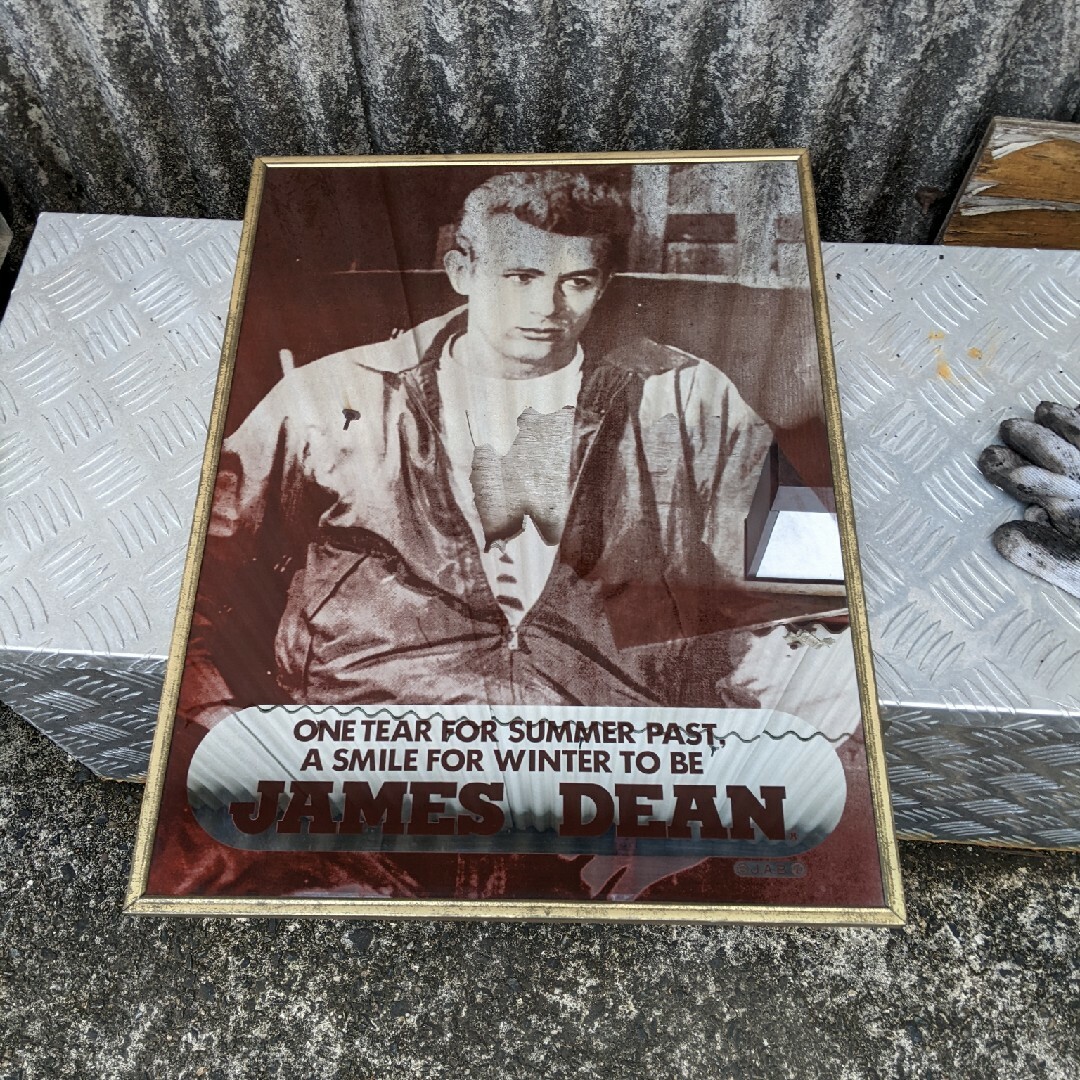 ONE TEAR FOR SUMMER PAST,
A SMILE FOR WINTER TO BE
JAMES DEAN